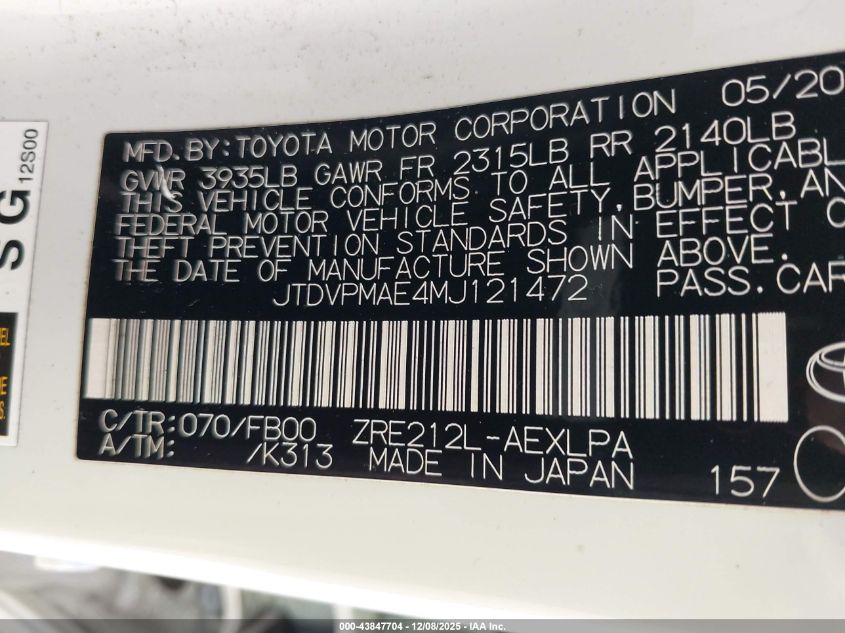 MFD. BY: TOYOTA MOTOR CORPORATION 05/20
GVWR 3935LB GAWR FR 2315LB RR 2140LB
THIS VEHICLE CONFORMS TO ALL APPLICABL
FEDERAL MOTOR VEHICLE SAFETY, BUMPER, AN
THEFT PREVENTION STANDARDS IN EFFECT
THE DATE OF MANUFACTURE SHOWN ABOVE.
JTDVPMAE4MJ121472 PASS. CAR
C/TR:070/FB00 ZRE212L-AEXLPA
A/TM: /K313 MADE IN JAPAN 157
SG
12S00
000-43847704 - 12/08/2025 - IAA Inc.